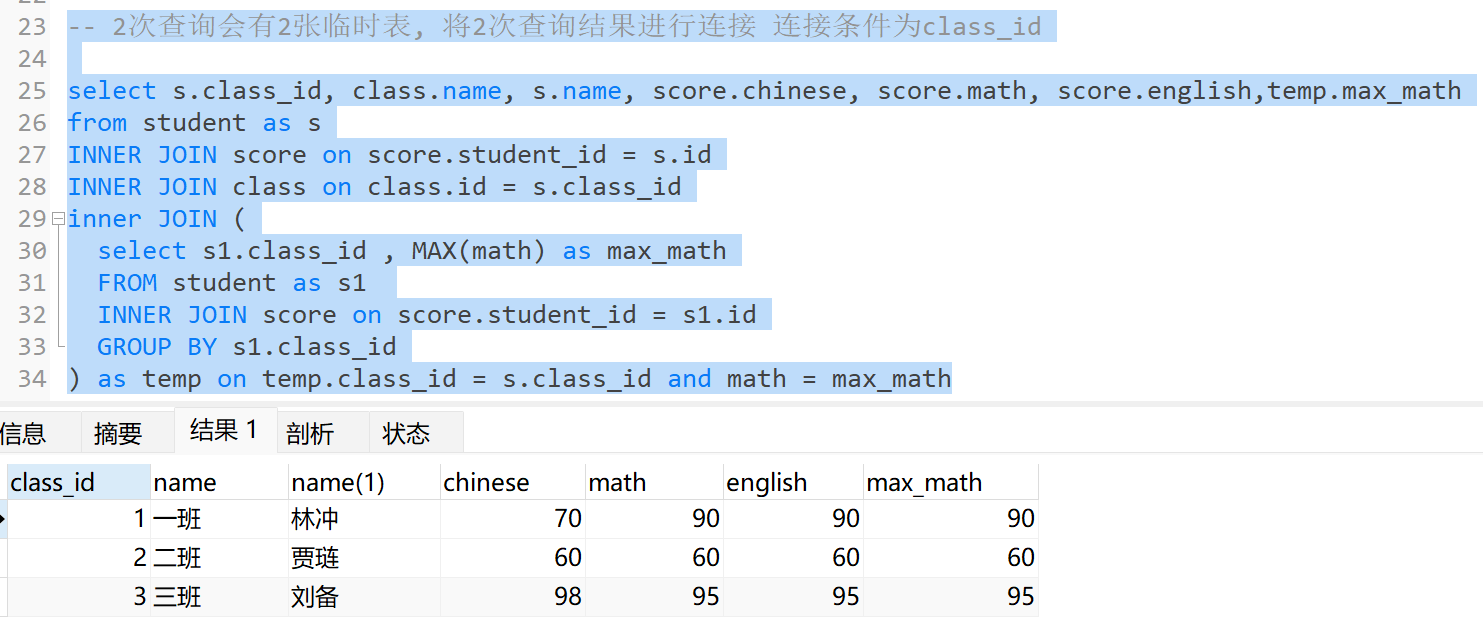 23 -- 2次查询会有2张临时表, 将2次查询结果进行连接 连接条件为class_id
24
25 select s.class_id, class.name, s.name, score.chinese, score.math, score.english,temp.max_math
26 from student as s
27 INNER JOIN score on score.student_id = s.id
28 INNER JOIN class on class.id = s.class_id
29 inner JOIN (
30 select s1.class_id , MAX(math) as max_math
31 FROM student as s1
32 INNER JOIN score on score.student_id = s1.id
33 GROUP BY s1.class_id
34 ) as temp on temp.class_id = s.class_id and math = max_math
信息 摘要 结果 1 剖析 状态
class_id name name(1) chinese math english max_math
1 一班 林冲 70 90 90 90
2 二班 贾琏 60 60 60 60
3 三班 刘备 98 95 95 95